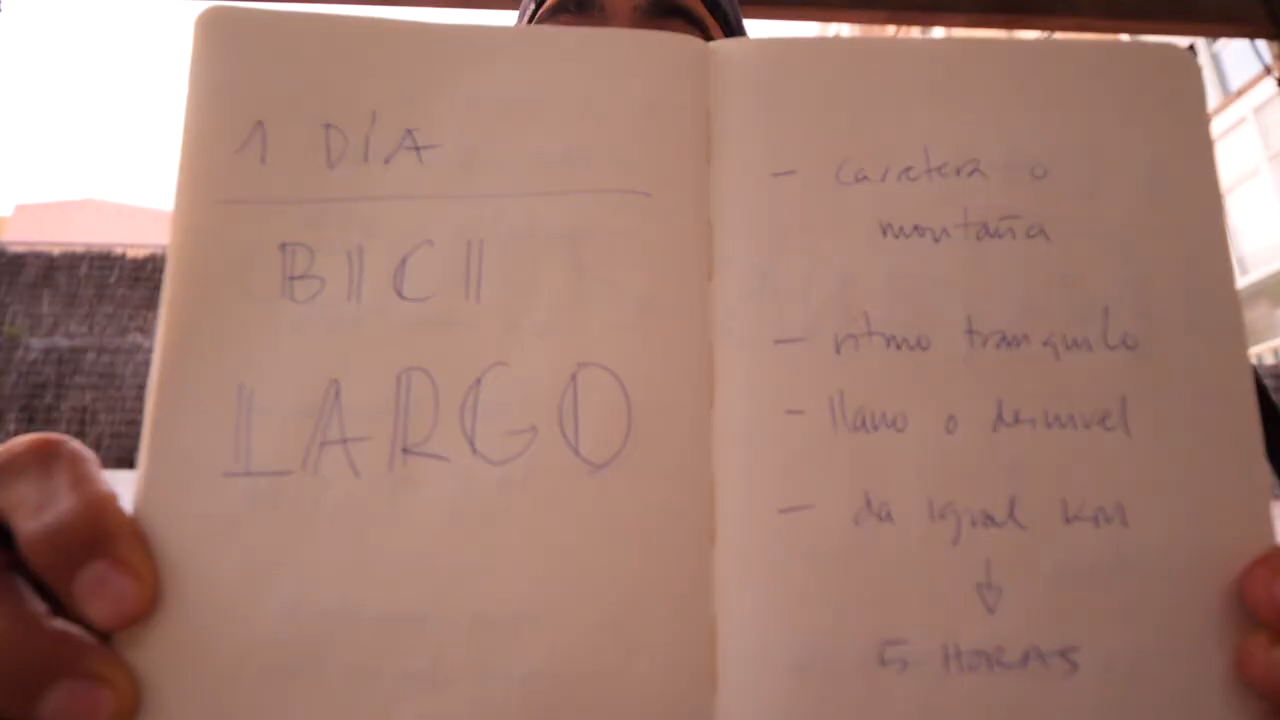 1 DÍA
BICI
LARGO
- carretera o
montaña
- ritmo tranquilo
- llano o desnivel
- da igual km
↓
5 HORAS